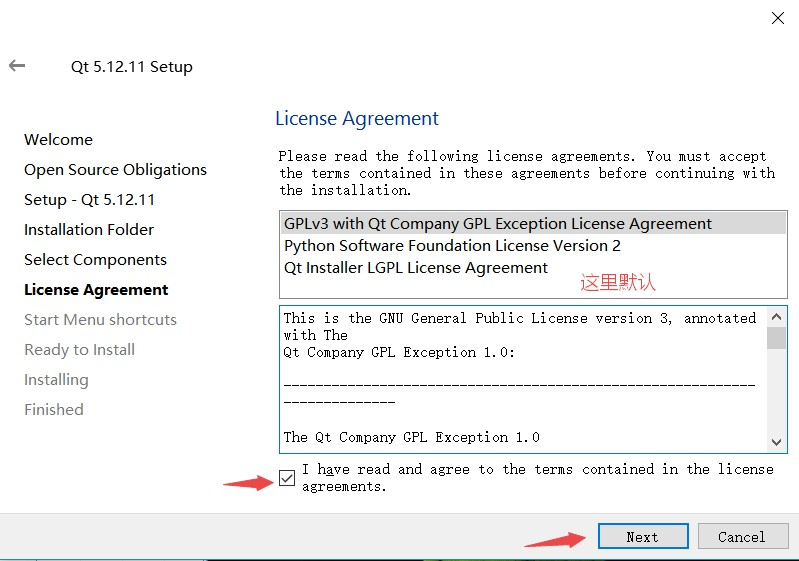 Qt 5.12.11 Setup
Welcome
Open Source Obligations
Setup - Qt 5.12.11
Installation Folder
Select Components
License Agreement
Start Menu shortcuts
Ready to Install
Installing
Finished
License Agreement
Please read the following license agreements. You must accept
the terms contained in these agreements before continuing with
the installation.
GPLv3 with Qt Company GPL Exception License Agreement
Python Software Foundation License Version 2
Qt Installer LGPL License Agreement
这里默认
This is the GNU General Public License version 3, annotated
with The
Qt Company GPL Exception 1.0:
-----------------------------------------------------------
--------------
The Qt Company GPL Exception 1.0
I have read and agree to the terms contained in the license
agreements.
Next
Cancel